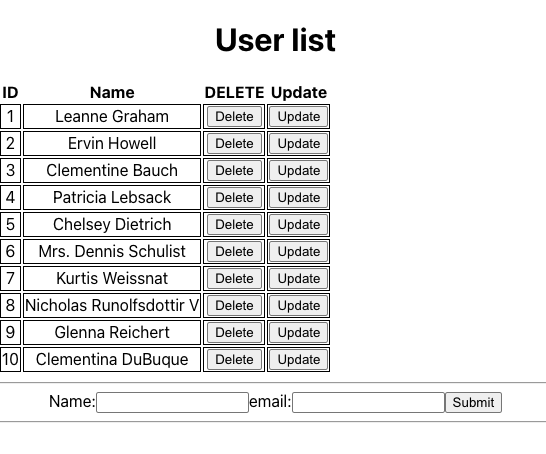 User list
ID Name DELETE Update
1 Leanne Graham Delete Update
2 Ervin Howell Delete Update
3 Clementine Bauch Delete Update
4 Patricia Lebsack Delete Update
5 Chelsey Dietrich Delete Update
6 Mrs. Dennis Schulist Delete Update
7 Kurtis Weissnat Delete Update
8 Nicholas Runolfsdottir V Delete Update
9 Glenna Reichert Delete Update
10 Clementina DuBuque Delete Update
Name: email: Submit